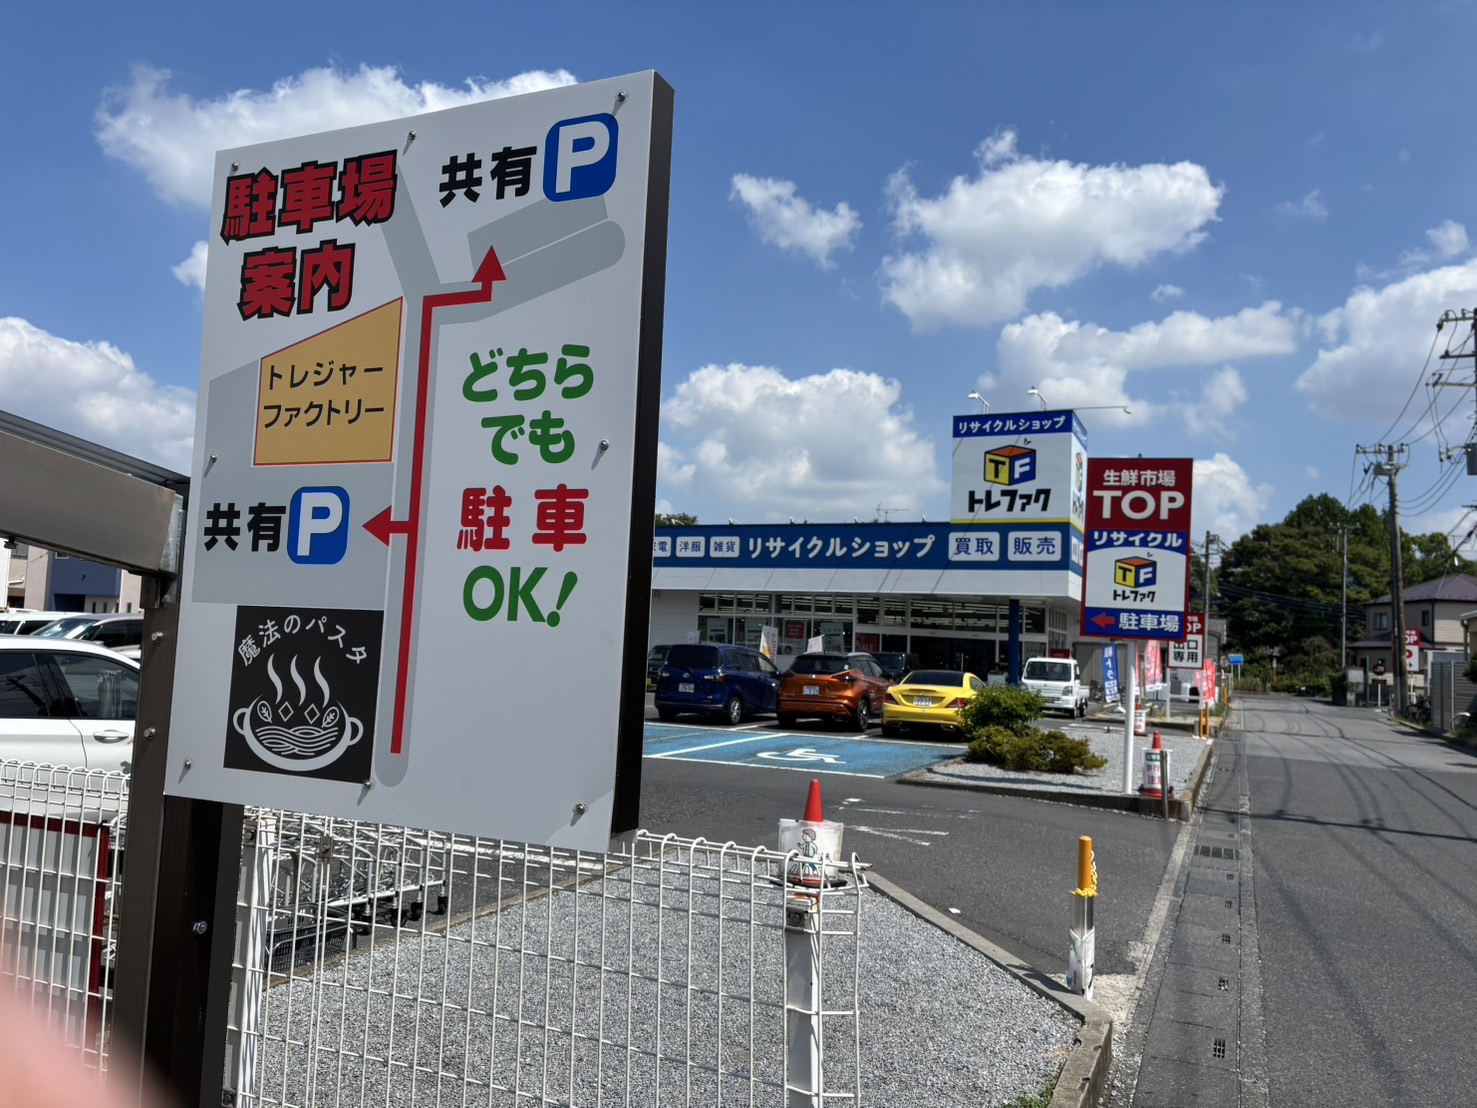 駐車場
案内
共有 P
トレジャー
ファクトリー
どちら
でも
駐車
OK!
共有 P
魔法のパスタ
リサイクルショップ
TF
トレファク
洋服 雑貨 リサイクルショップ 買取 販売
生鮮市場
TOP
リサイクル
TF
トレファク
← 駐車場
出口
専用